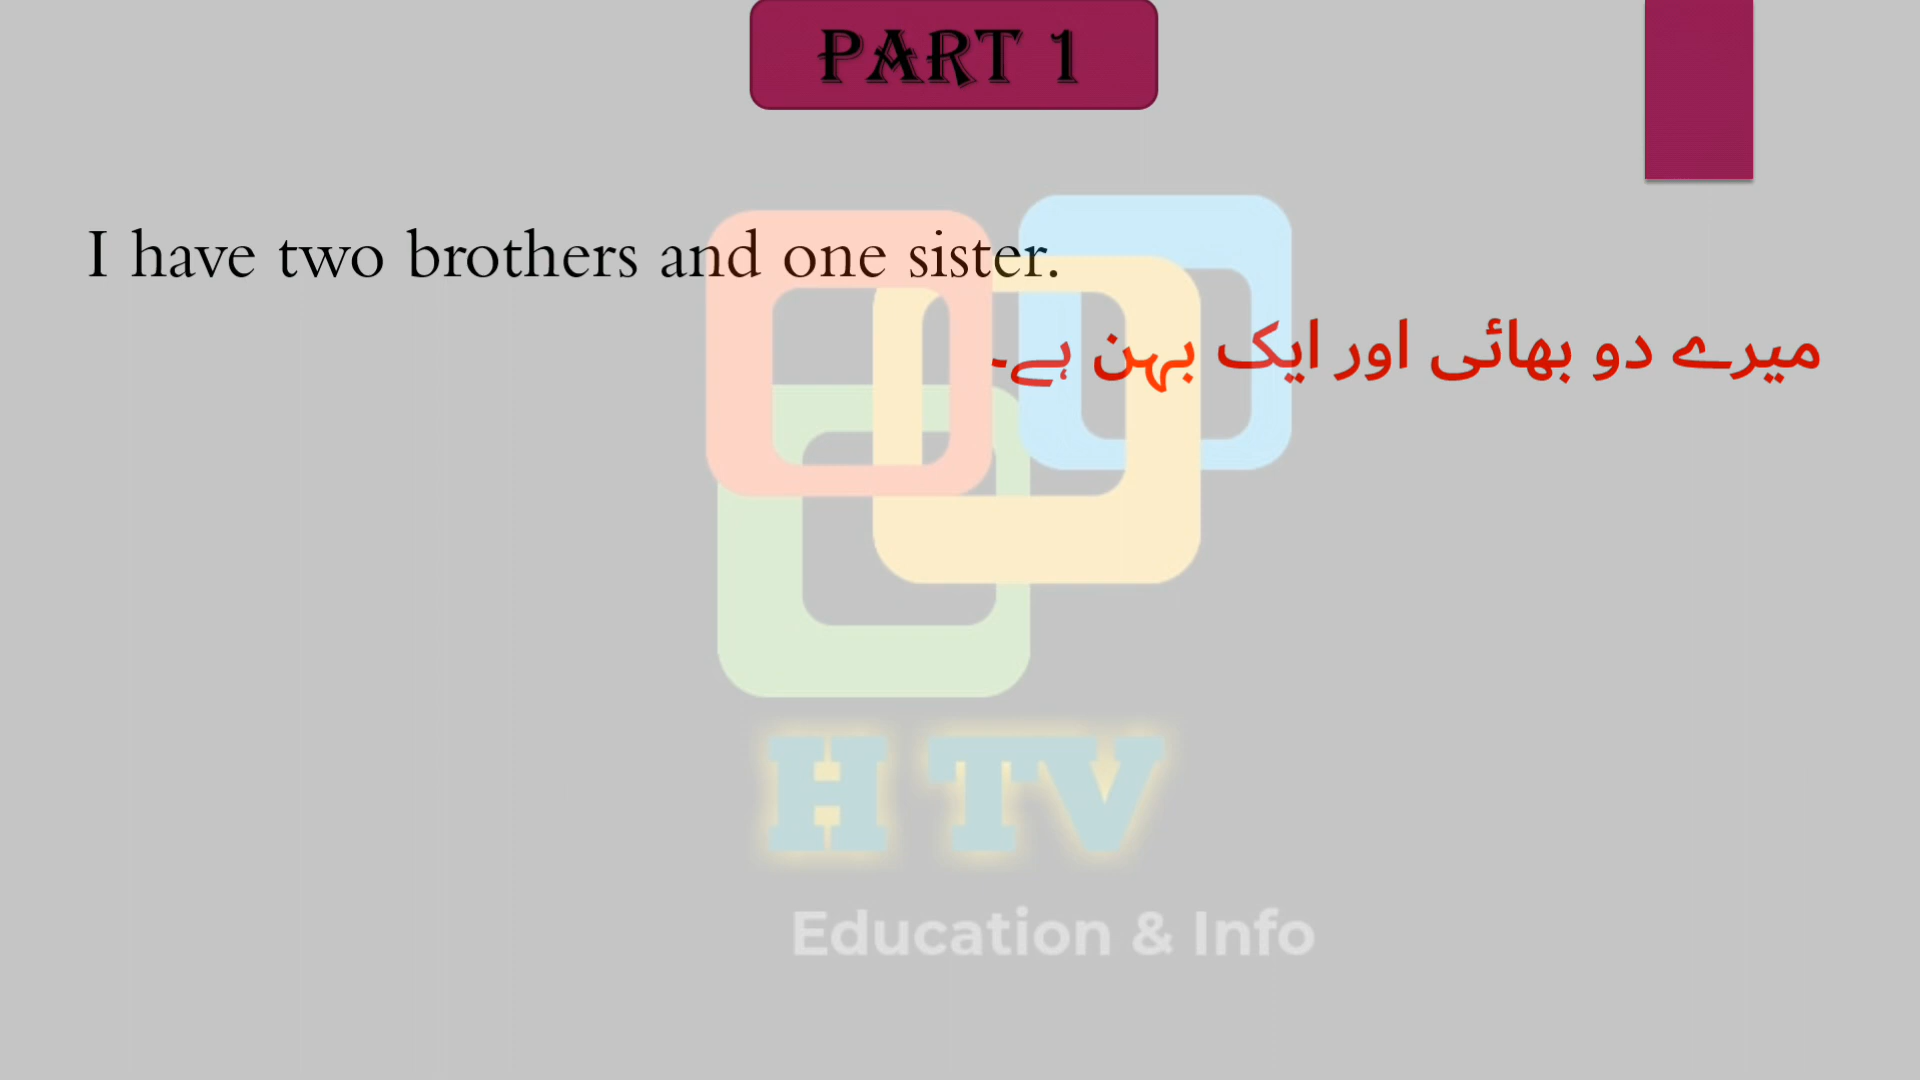 PART 1
I have two brothers and one sister.
میرے دو بھائی اور ایک بہن ہے۔
H TV
Education & Info